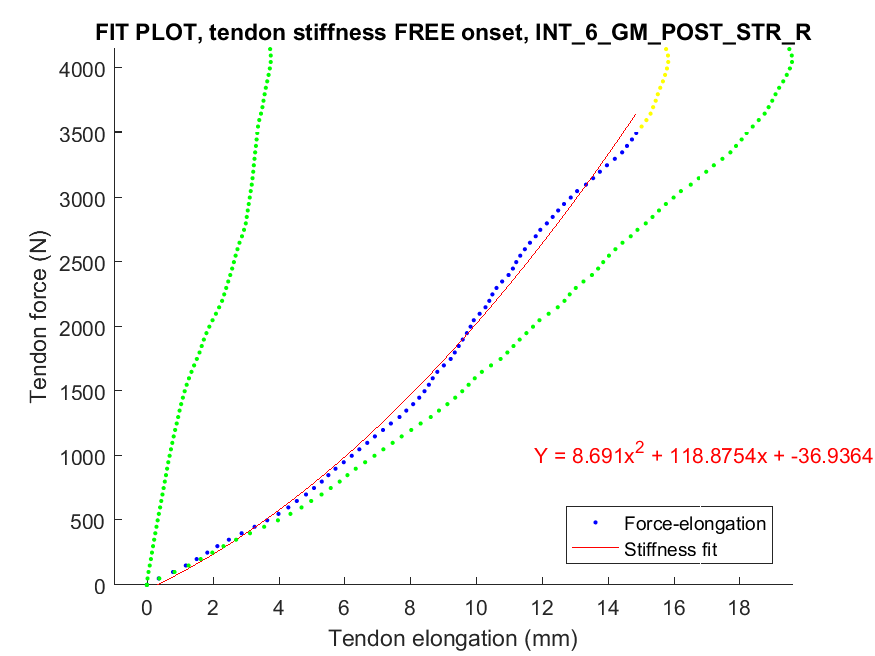 FIT PLOT, tendon stiffness FREE onset, INT_6_GM_POST_STR_R
4000
3500
3000
2500
2000
1500
1000
500
0
Tendon force (N)
Y = 8.691x² + 118.8754x + -36.9364
Force-elongation
Stiffness fit
0 2 4 6 8 10 12 14 16 18
Tendon elongation (mm)